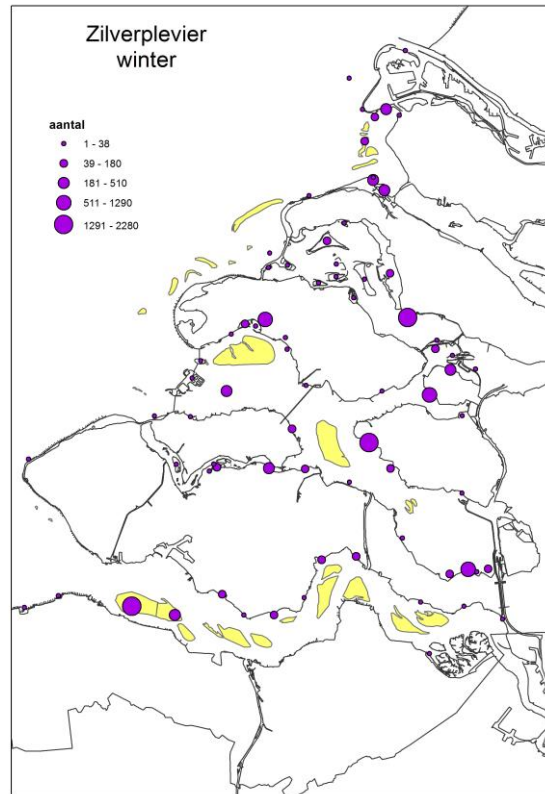 Zilverplevier
winter
aantal
1 - 38
39 - 180
181 - 510
511 - 1290
1291 - 2280